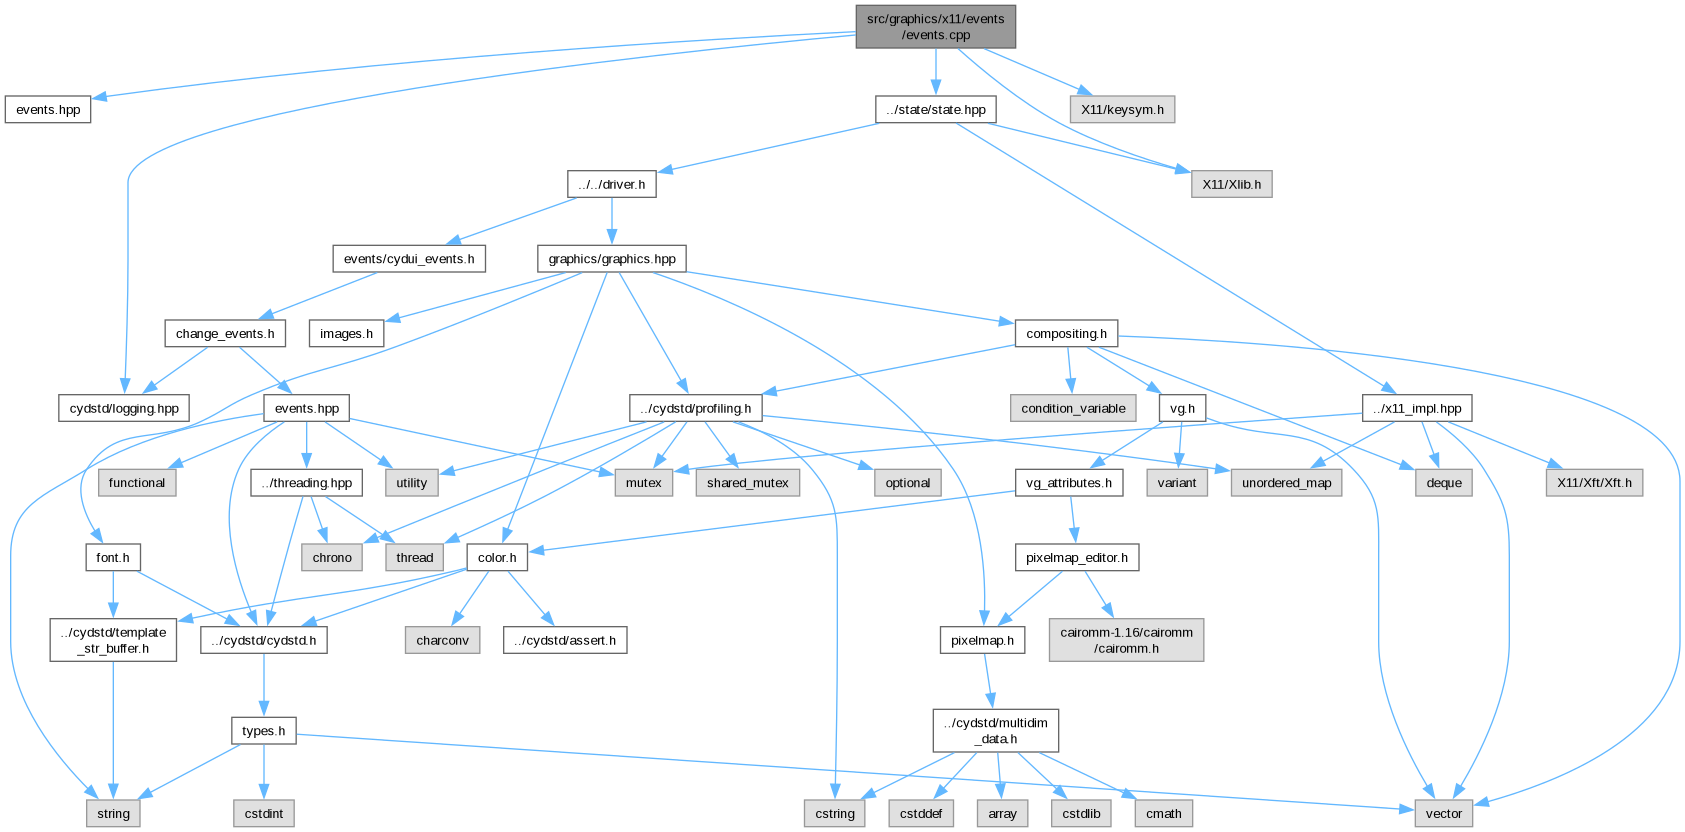 src/graphics/x11/events
/events.cpp
events.hpp
../state/state.hpp
X11/keysym.h
../../driver.h
X11/Xlib.h
events/cydui_events.h
graphics/graphics.hpp
change_events.h
images.h
compositing.h
cydstd/logging.hpp
events.hpp
../cydstd/profiling.h
condition_variable
vg.h
../x11_impl.hpp
functional
../threading.hpp
utility
mutex
shared_mutex
optional
vg_attributes.h
variant
unordered_map
deque
X11/Xft/Xft.h
font.h
chrono
thread
color.h
pixelmap_editor.h
../cydstd/template
_str_buffer.h
../cydstd/cydstd.h
charconv
../cydstd/assert.h
pixelmap.h
cairomm-1.16/cairomm
/cairomm.h
types.h
../cydstd/multidim
_data.h
string
cstdint
cstring
cstddef
array
cstdlib
cmath
vector